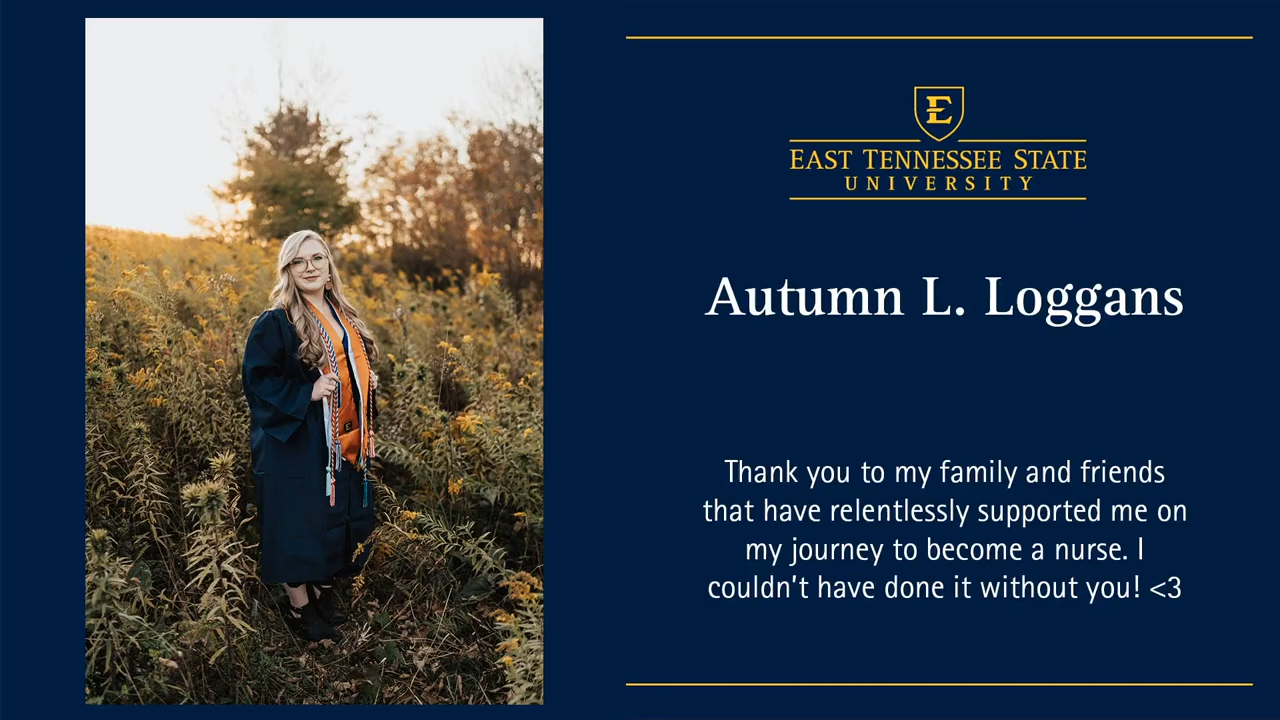 E
EAST TENNESSEE STATE
UNIVERSITY
Autumn L. Loggans
Thank you to my family and friends
that have relentlessly supported me on
my journey to become a nurse. I
couldn't have done it without you! <3